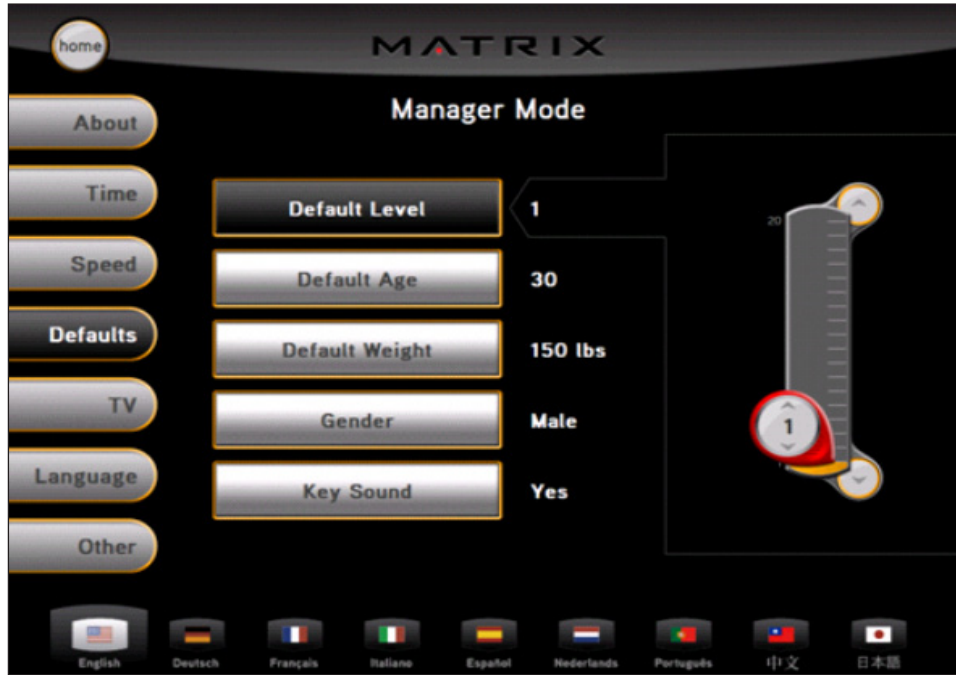 home
MATRIX
Manager Mode
About
Time
Speed
Defaults
TV
Language
Other
Default Level 1
Default Age 30
Default Weight 150 lbs
Gender Male
Key Sound Yes
20
1
English Deutsch Français Italiano Español Nederlands Português 中文 日本語